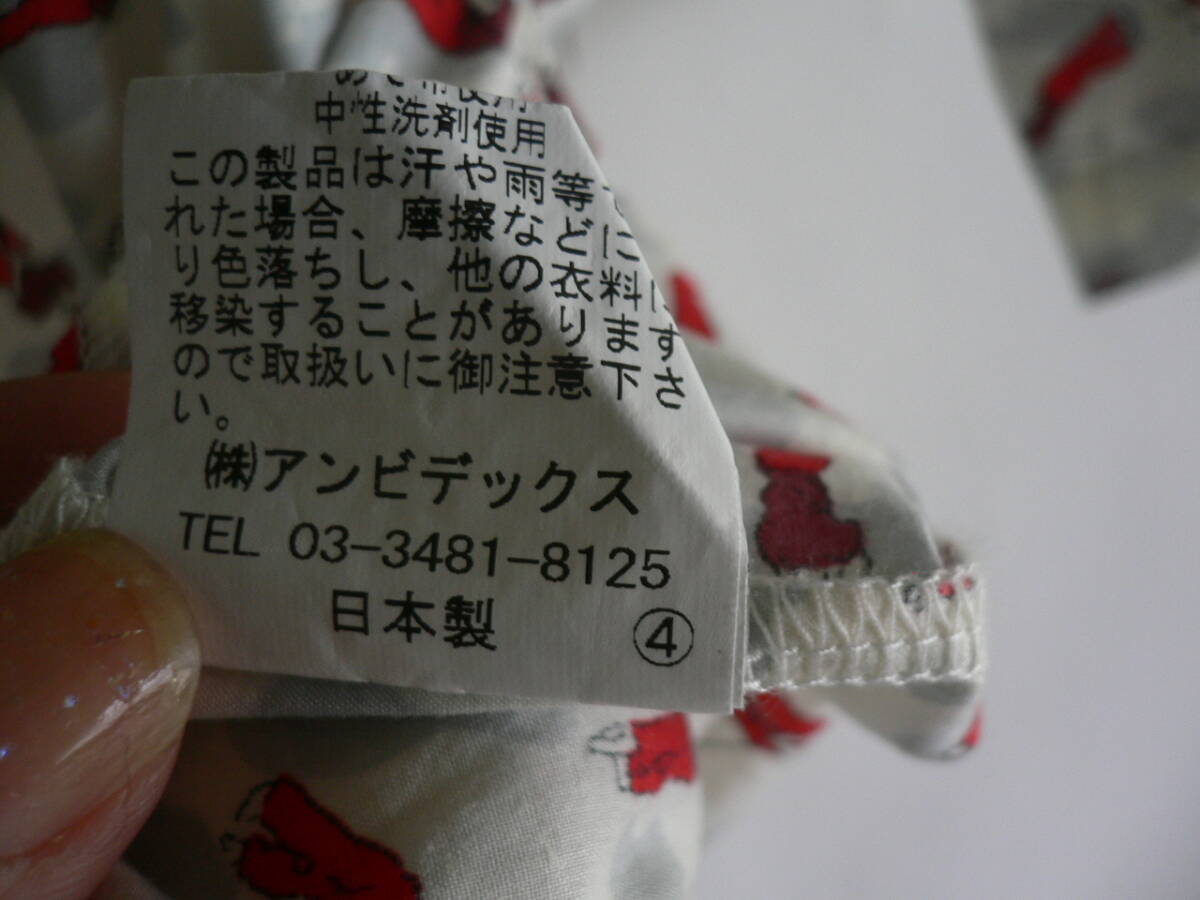 中性洗剤使用
この製品は汗や雨等で
れた場合、摩擦などに
り色落ちし、他の衣料に
移染することがあります
ので取扱いに御注意下さ
い。
㈱アンビデックス
TEL 03-3481-8125
日本製 ④